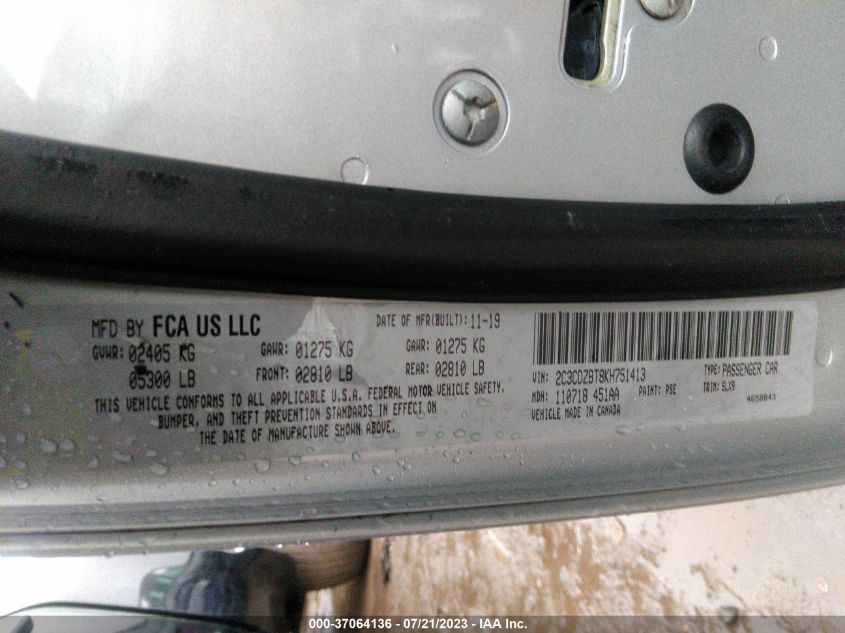 MFD BY FCA US LLC
DATE OF MFR(BUILT): 11-19
GVWR: 02405 KG
GAWR: 01275 KG
GAWR: 01275 KG
05300 LB
FRONT: 02810 LB
REAR: 02810 LB
THIS VEHICLE CONFORMS TO ALL APPLICABLE U.S.A. FEDERAL MOTOR VEHICLE SAFETY,
BUMPER, AND THEFT PREVENTION STANDARDS IN EFFECT ON
THE DATE OF MANUFACTURE SHOWN ABOVE.
VIN: 2C3CDZBT8KH751413
TYPE: PASSENGER CAR
MDH: 110718 451AA
PAINT: PSE
TRIM: SLX9
VEHICLE MADE IN CANADA
4658843
000-37064136 - 07/21/2023 - IAA Inc.